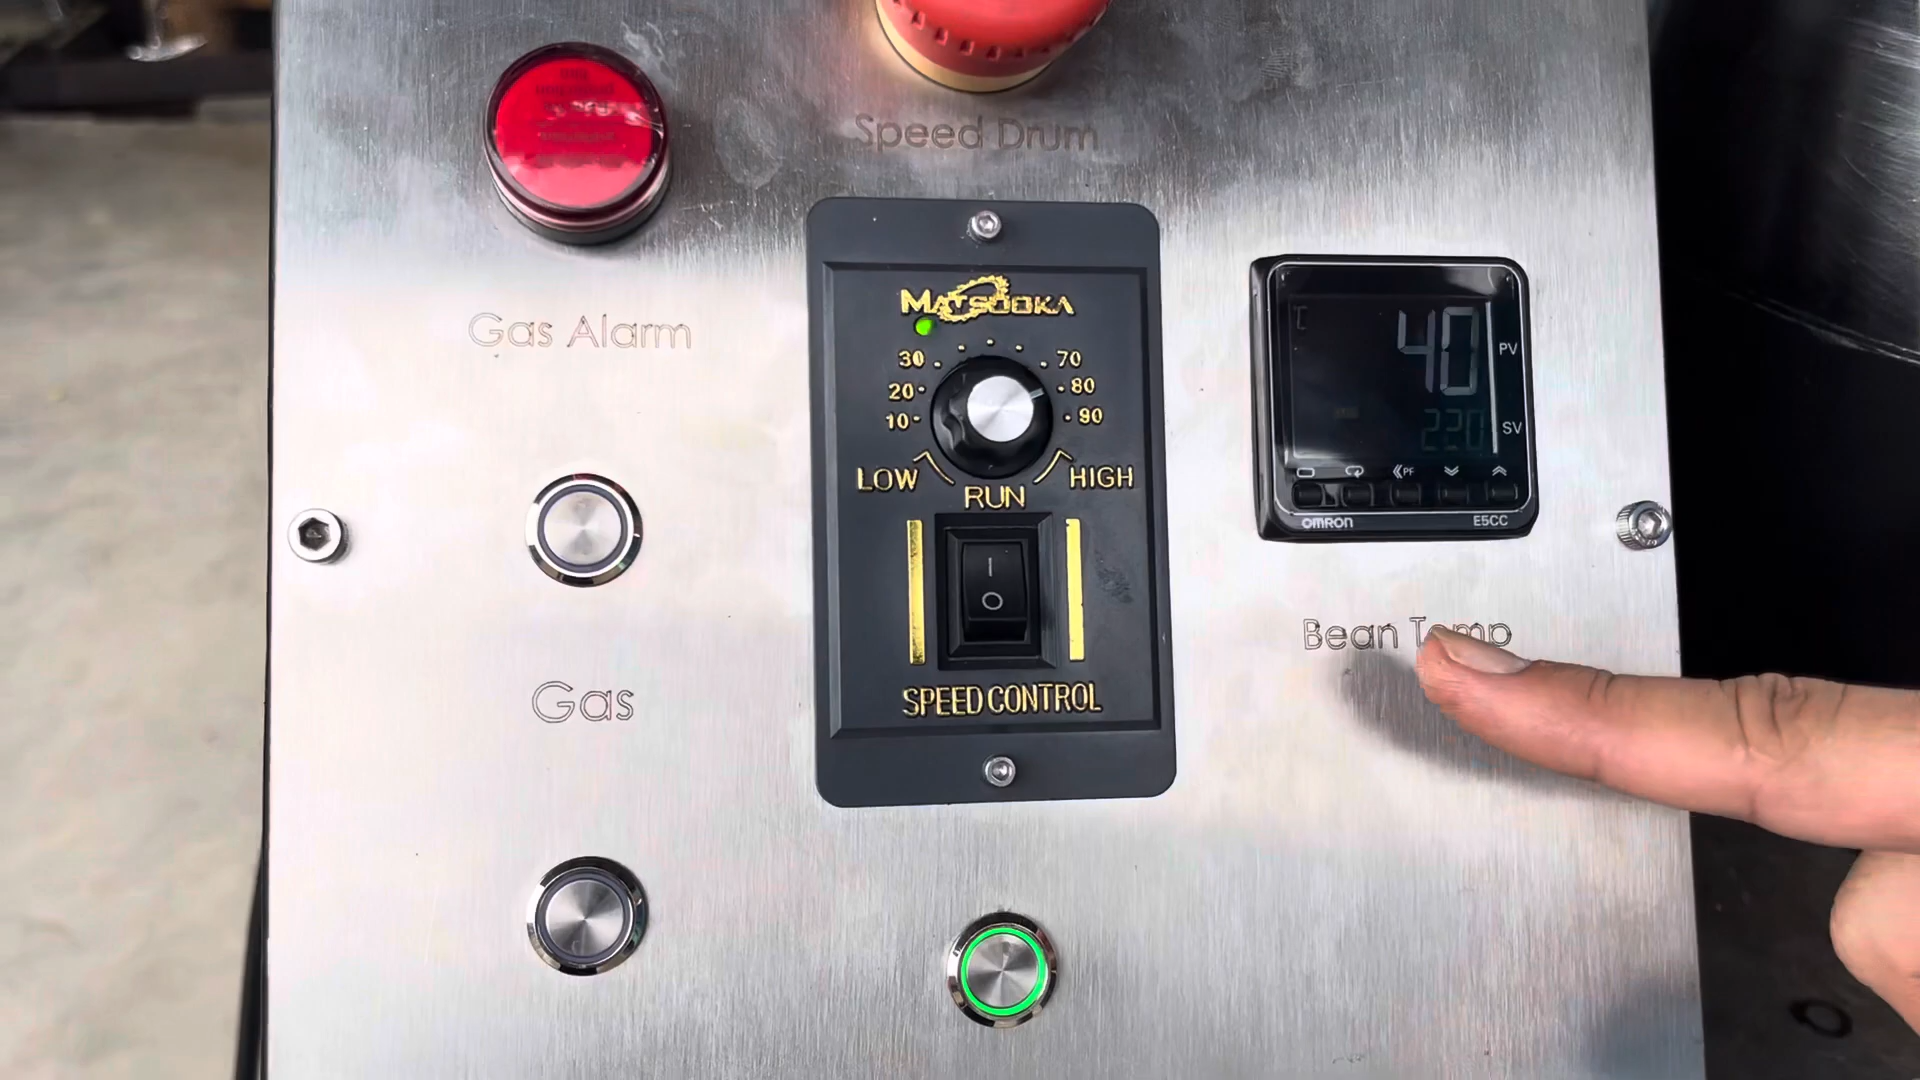 Speed Drum
Gas Alarm
MATSOOKA
30
70
20
80
10
90
LOW
HIGH
RUN
SPEED CONTROL
°C
40
PV
220
SV
PF
OMRON
E5CC
Bean Temp
Gas